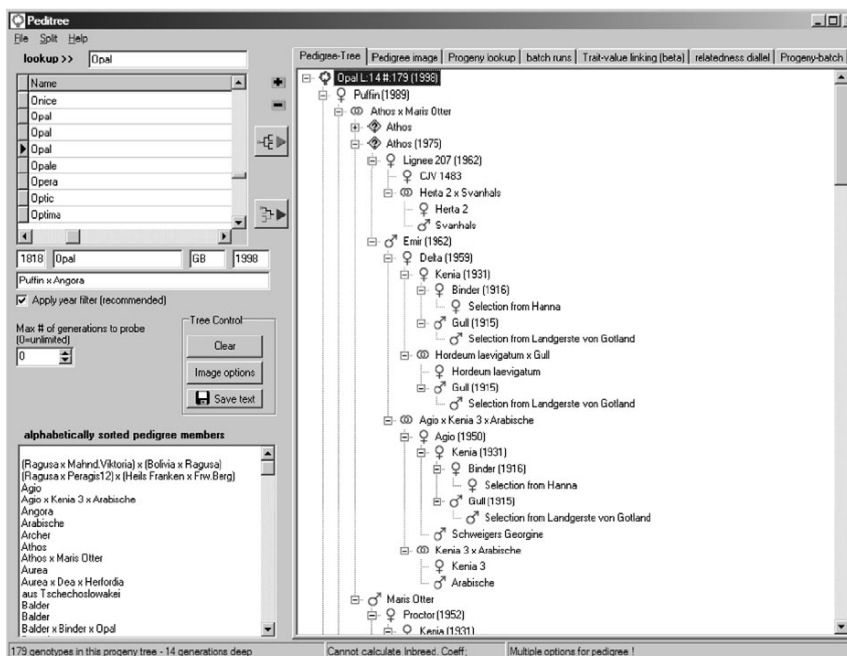 Peditree
File Split Help
lookup >> Opal
Name
Onice
Opal
Opal
Opal
Opale
Opera
Optic
Optima
1818 Opal GB 1998
Puffin x Angora
Apply year filter (recommended)
Max # of generations to probe
(0=unlimited)
0
Tree Control
Clear
Image options
Save text
alphabetically sorted pedigree members
(Ragusa x Mahnd.Viktoria) x (Bolivia x Ragusa)
(Ragusa x Peragis12) x (Heils Franken x Frw.Berg)
Agio
Agio x Kenia 3 x Arabische
Angora
Arabische
Archer
Athos
Athos x Maris Otter
Aurea
Aurea x Dea x Herfordia
aus Tschechoslowakei
Balder
Balder
Balder x Binder x Opal
Pedigree-Tree Pedigree image Progeny lookup batch runs Trait-value linking (beta) relatedness diallel Progeny-batch
Opal L:14 #:179 (1998)
Puffin (1989)
Athos x Maris Otter
Athos
Athos (1975)
Lignee 207 (1962)
CJV 1483
Herta 2 x Svanhals
Herta 2
Svanhals
Emir (1962)
Delta (1959)
Kenia (1931)
Binder (1916)
Selection from Hanna
Gull (1915)
Selection from Landgerste von Gotland
Hordeum laevigatum x Gull
Hordeum laevigatum
Gull (1915)
Selection from Landgerste von Gotland
Agio x Kenia 3 x Arabische
Agio (1950)
Kenia (1931)
Binder (1916)
Selection from Hanna
Gull (1915)
Selection from Landgerste von Gotland
Schweigers Georgine
Kenia 3 x Arabische
Kenia 3
Arabische
Maris Otter
Proctor (1952)
Kenia (1931)
179 genotypes in this progeny tree - 14 generations deep Cannot calculate Inbreed. Coeff: Multiple options for pedigree !